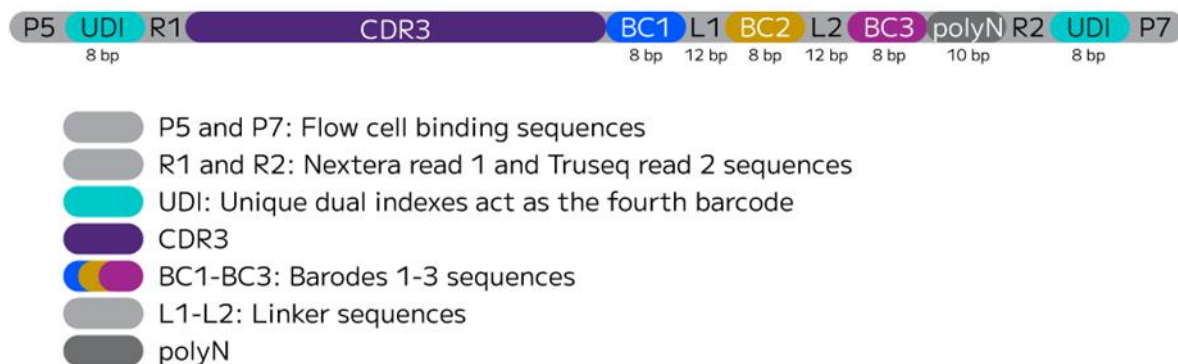 P5 UDI R1 CDR3 BC1 L1 BC2 L2 BC3 polyN R2 UDI P7
8 bp 8 bp 12 bp 8 bp 12 bp 8 bp 10 bp 8 bp
P5 and P7: Flow cell binding sequences
R1 and R2: Nextera read 1 and Truseq read 2 sequences
UDI: Unique dual indexes act as the fourth barcode
CDR3
BC1-BC3: Barodes 1-3 sequences
L1-L2: Linker sequences
polyN